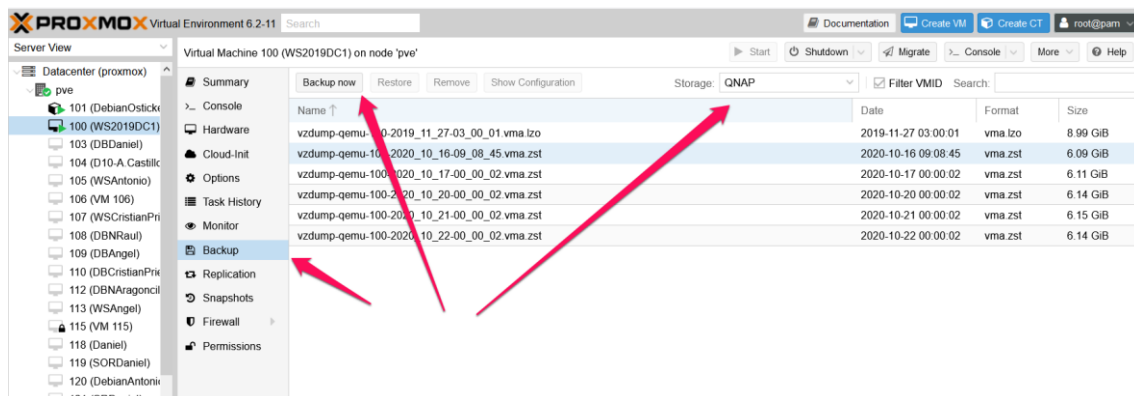 PROXMOX Virtual Environment 6.2-11 Search Documentation Create VM Create CT root@pam
Server View
Virtual Machine 100 (WS2019DC1) on node 'pve' Start Shutdown Migrate Console More Help
Datacenter (proxmox)
pve
101 (DebianOsticke
100 (WS2019DC1)
103 (DBDaniel)
104 (D10-A.Castillo
105 (WSAntonio)
106 (VM 106)
107 (WSCristianPri
108 (DBNRaul)
109 (DBAngel)
110 (DBCristianPrie
112 (DBNAragoncil
113 (WSAngel)
115 (VM 115)
118 (Daniel)
119 (SORDaniel)
120 (DebianAntonio
Summary
Console
Hardware
Cloud-Init
Options
Task History
Monitor
Backup
Replication
Snapshots
Firewall
Permissions
Backup now Restore Remove Show Configuration Storage: QNAP Filter VMID Search:
Name Date Format Size
vzdump-qemu-100-2019_11_27-03_00_01.vma.lzo 2019-11-27 03:00:01 vma.lzo 8.99 GiB
vzdump-qemu-100-2020_10_16-09_08_45.vma.zst 2020-10-16 09:08:45 vma.zst 6.09 GiB
vzdump-qemu-100-2020_10_17-00_00_02.vma.zst 2020-10-17 00:00:02 vma.zst 6.11 GiB
vzdump-qemu-100-2020_10_20-00_00_02.vma.zst 2020-10-20 00:00:02 vma.zst 6.14 GiB
vzdump-qemu-100-2020_10_21-00_00_02.vma.zst 2020-10-21 00:00:02 vma.zst 6.15 GiB
vzdump-qemu-100-2020_10_22-00_00_02.vma.zst 2020-10-22 00:00:02 vma.zst 6.14 GiB